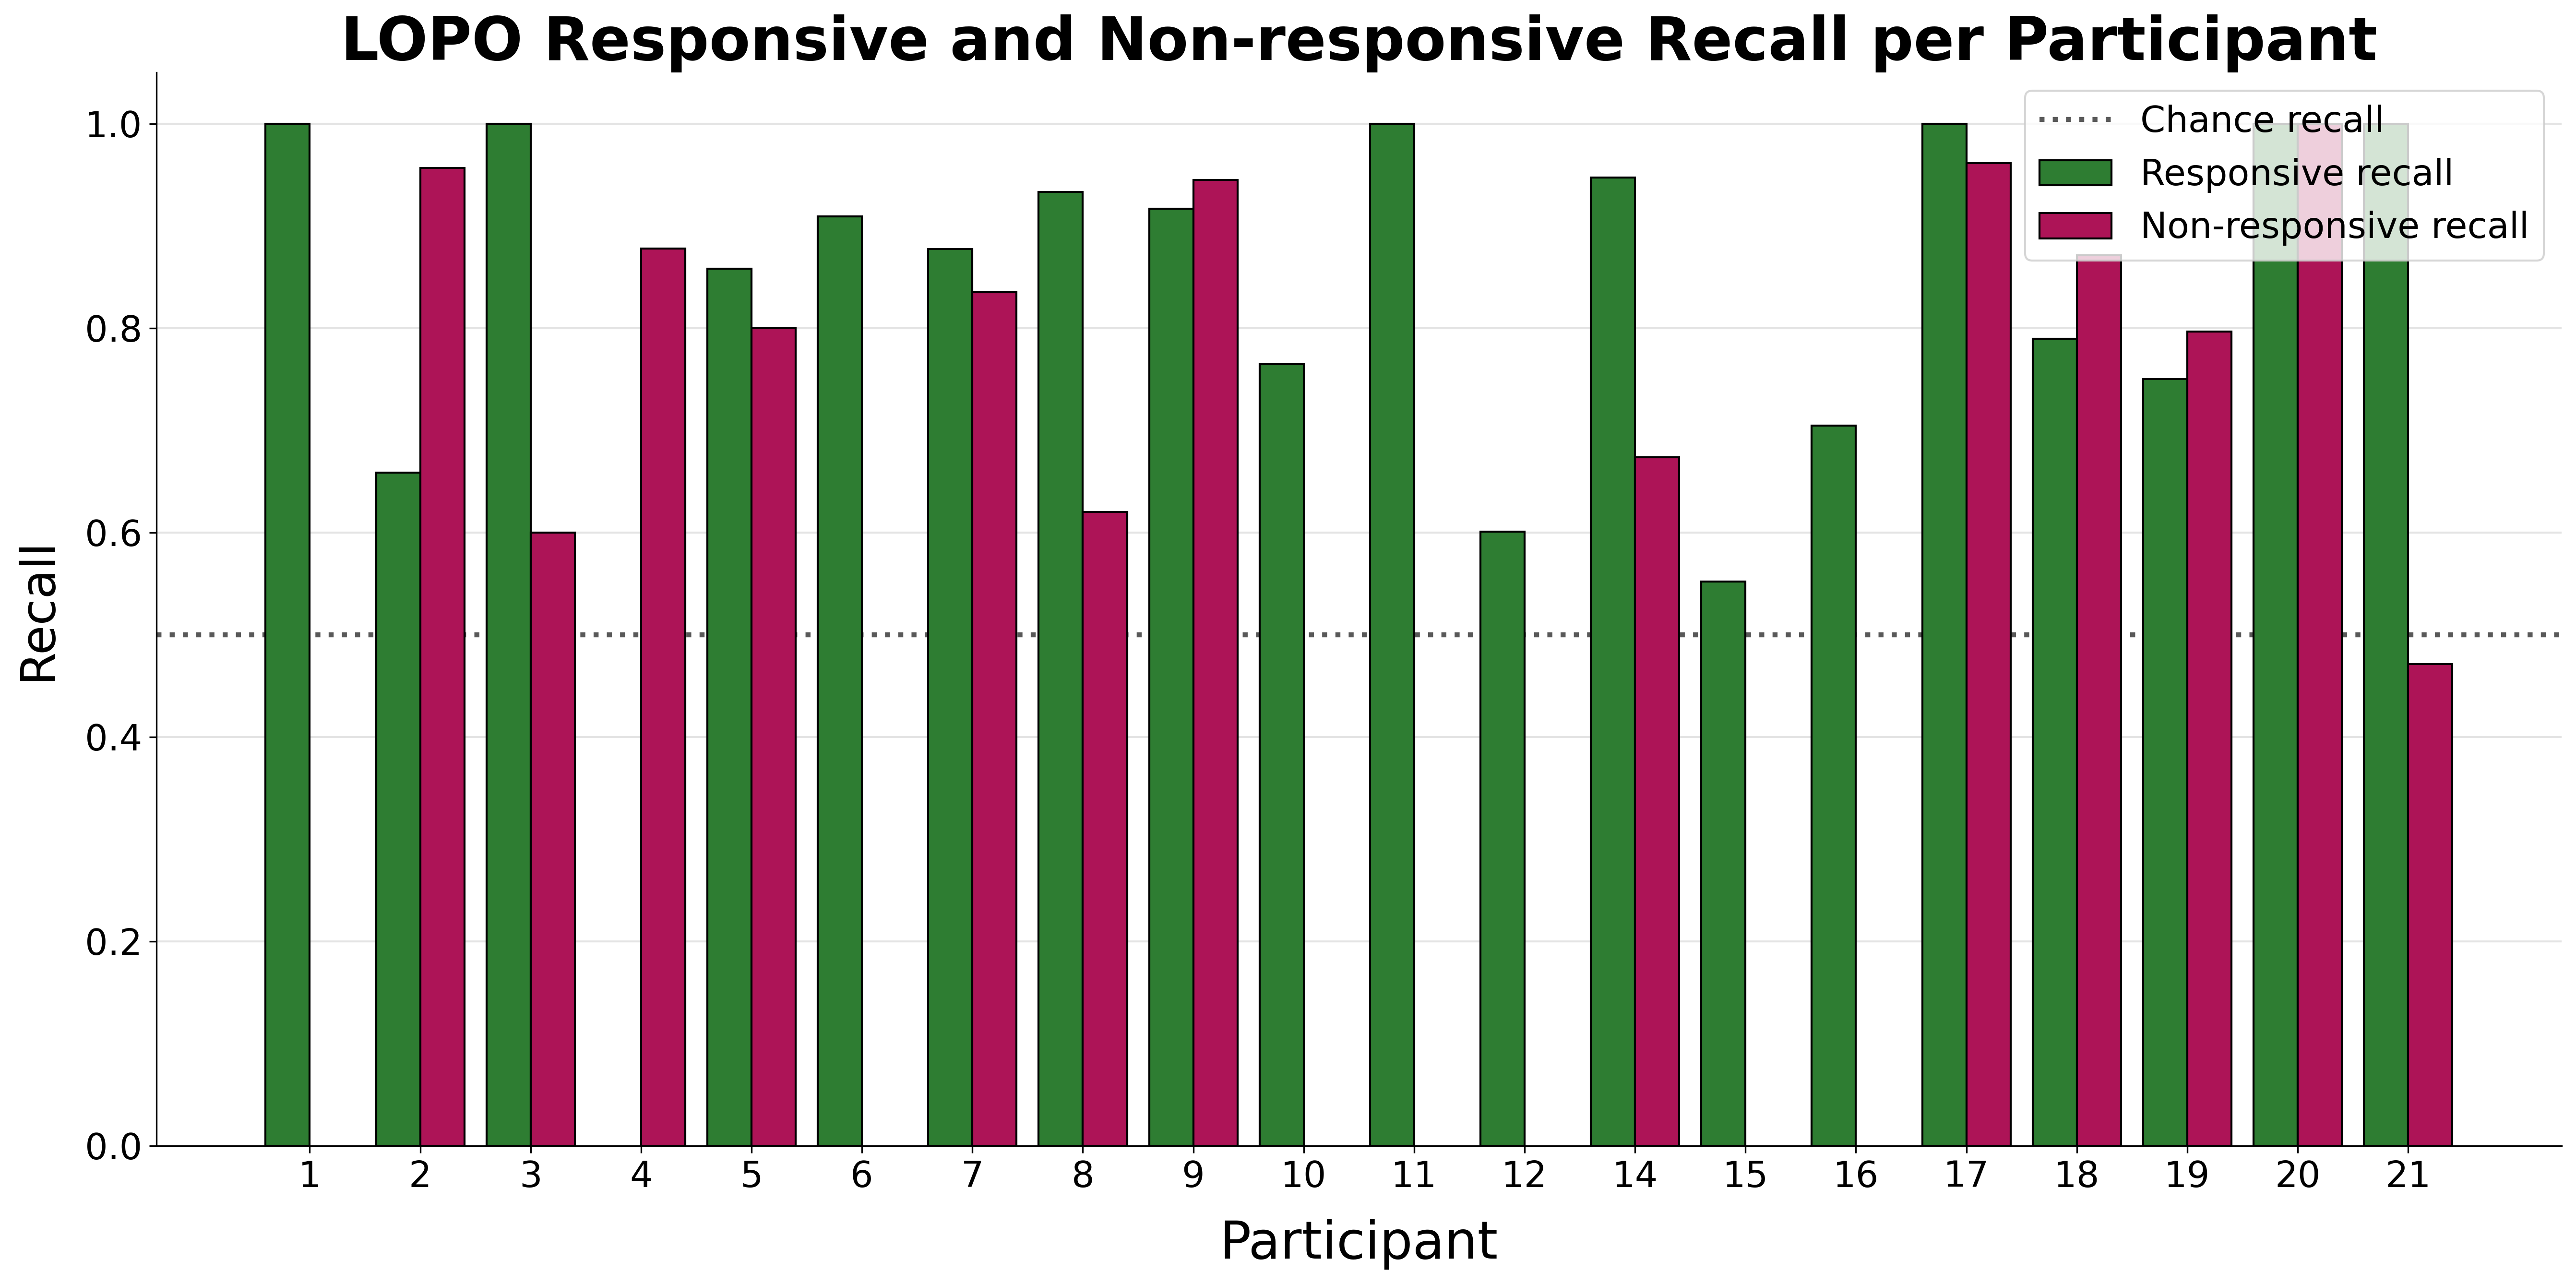 LOPO Responsive and Non-responsive Recall per Participant
Chance recall
Responsive recall
Non-responsive recall
Recall
1.0
0.8
0.6
0.4
0.2
0.0
1 2 3 4 5 6 7 8 9 10 11 12 14 15 16 17 18 19 20 21
Participant